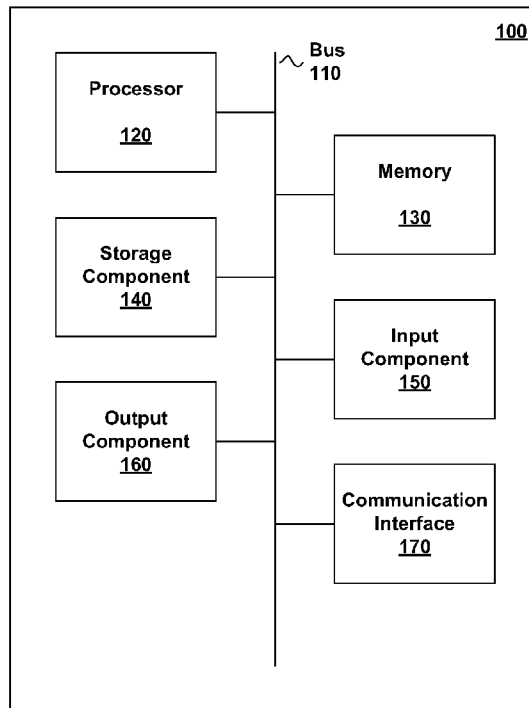 100
Bus
110
Processor
120
Memory
130
Storage
Component
140
Input
Component
150
Output
Component
160
Communication
Interface
170